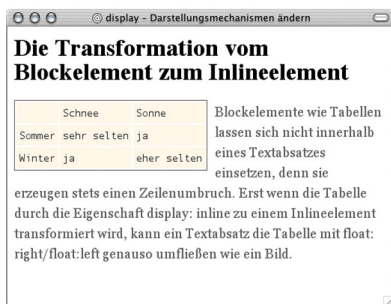 display – Darstellungsmechanismen ändern
Die Transformation vom
Blockelement zum Inlineelement
Schnee Sonne
Sommer sehr selten ja
Winter ja eher selten
Blockelemente wie Tabellen
lassen sich nicht innerhalb
eines Textabsatzes
einsetzen, denn sie
erzeugen stets einen Zeilenumbruch. Erst wenn die Tabelle
durch die Eigenschaft display: inline zu einem Inlineelement
transformiert wird, kann ein Textabsatz die Tabelle mit float:
right/float:left genauso umfließen wie ein Bild.